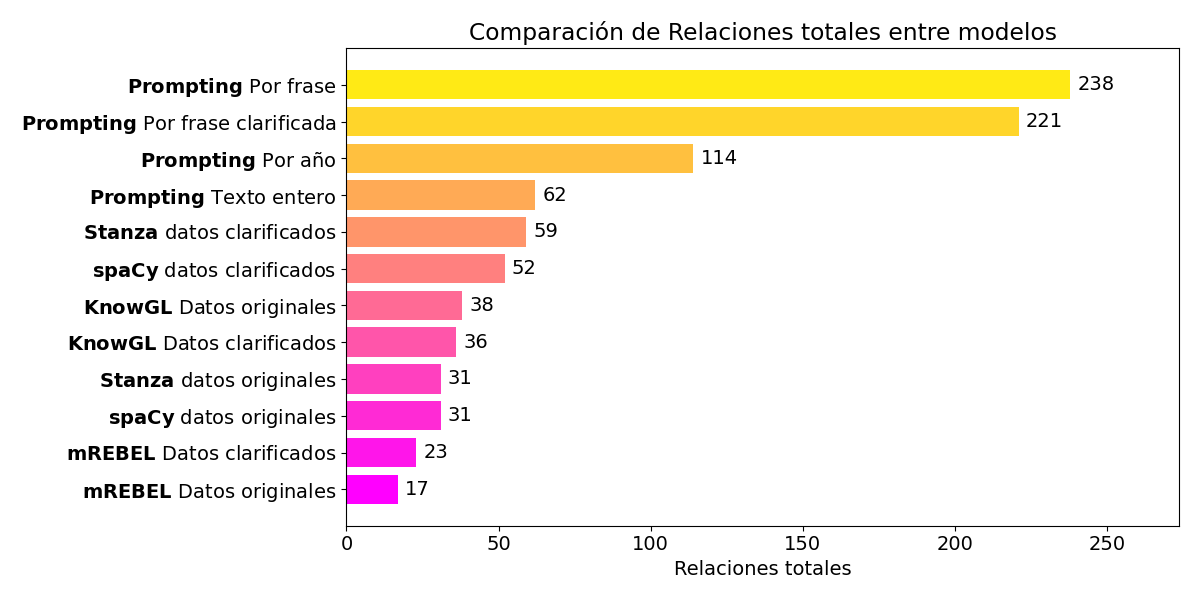 Comparación de Relaciones totales entre modelos
Prompting Por frase 238
Prompting Por frase clarificada 221
Prompting Por año 114
Prompting Texto entero 62
Stanza datos clarificados 59
spaCy datos clarificados 52
KnowGL Datos originales 38
KnowGL Datos clarificados 36
Stanza datos originales 31
spaCy datos originales 31
mREBEL Datos clarificados 23
mREBEL Datos originales 17
0 50 100 150 200 250
Relaciones totales